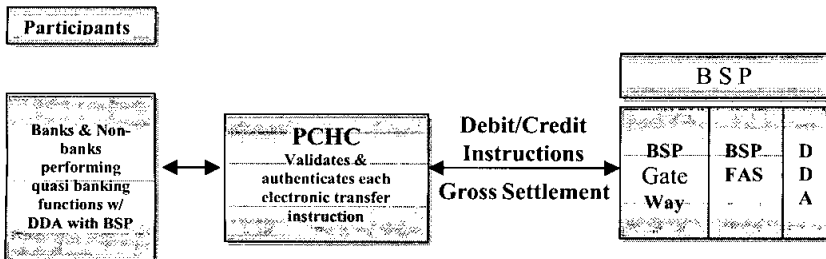 Participants
B S P
Banks & Non-
banks
performing
quasi banking
functions w/
DDA with BSP
PCHC
Validates &
authenticates each
electronic transfer
instruction
Debit/Credit
Instructions
Gross Settlement
BSP
Gate
Way
BSP
FAS
D
D
A